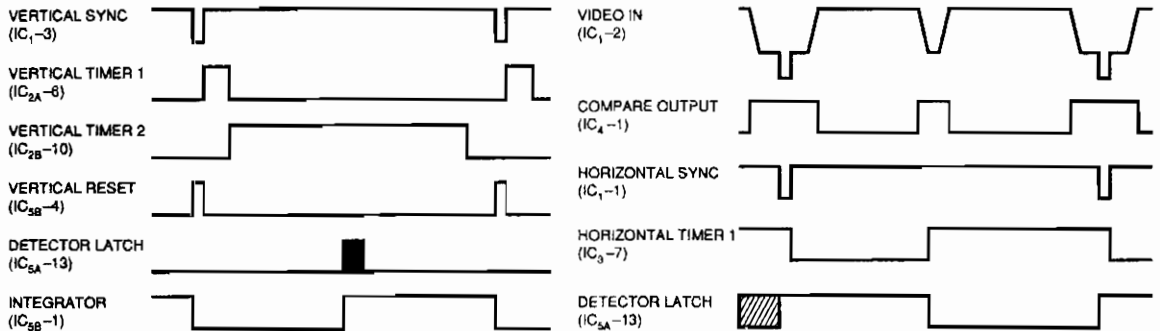 VERTICAL SYNC
(IC₁–3)
VERTICAL TIMER 1
(IC₂ₐ–6)
VERTICAL TIMER 2
(IC₂B–10)
VERTICAL RESET
(IC₅B–4)
DETECTOR LATCH
(IC₅ₐ–13)
INTEGRATOR
(IC₅B–1)
VIDEO IN
(IC₁–2)
COMPARE OUTPUT
(IC₄–1)
HORIZONTAL SYNC
(IC₁–1)
HORIZONTAL TIMER 1
(IC₃–7)
DETECTOR LATCH
(IC₅ₐ–13)